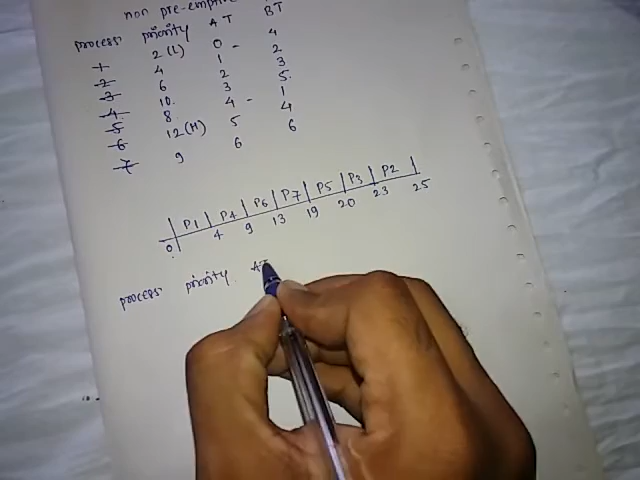 non pre-emptive
process priority AT BT
1 2(L) 0 - 4
2 4 1 2
3 6 2 3
4 10. 3 5.
5 8 4 - 1
6 12(H) 5 4
7 9 6 6
P1 P4 P6 P7 P5 P3 P2
0 4 9 13 19 20 23 25
process priority AT